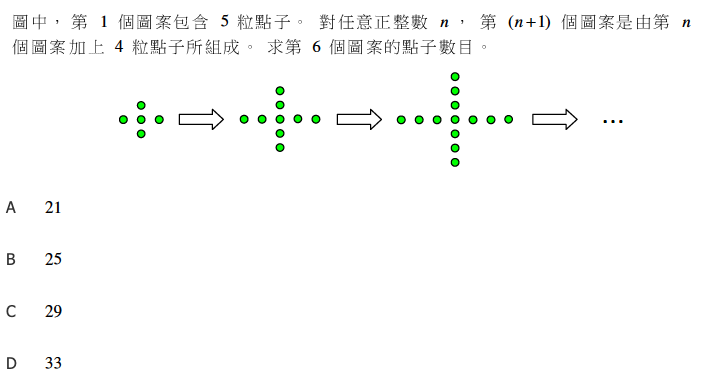 圖中，第 1 個圖案包含 5 粒點子。 對任意正整數 n ， 第 (n+1) 個圖案是由第 n
個圖案加上 4 粒點子所組成。 求第 6 個圖案的點子數目。
...
A 21
B 25
C 29
D 33